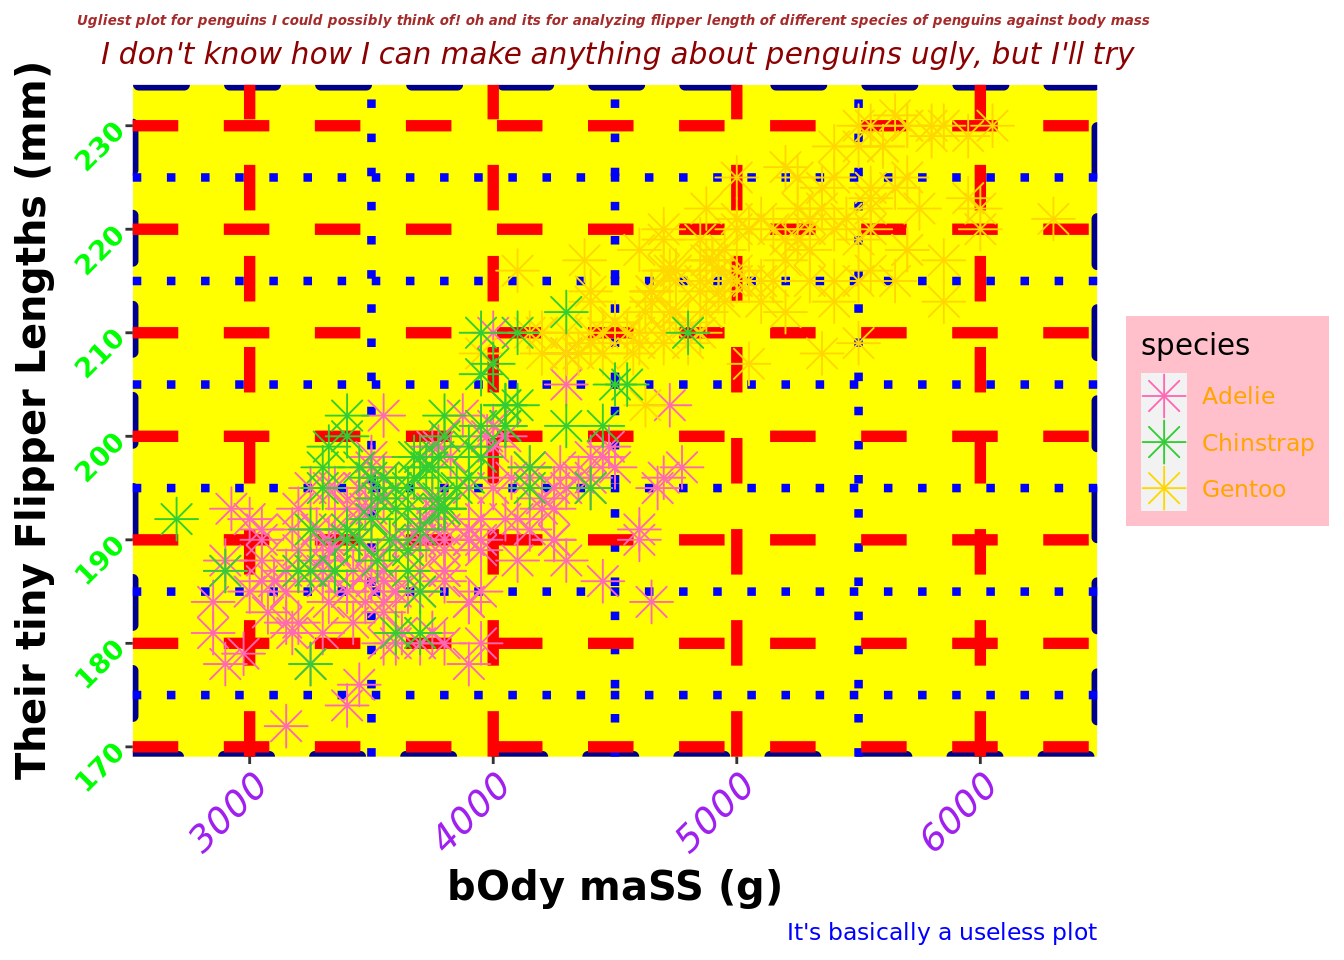 Ugliest plot for penguins I could possibly think of! oh and its for analyzing flipper length of different species of penguins against body mass
I don't know how I can make anything about penguins ugly, but I'll try
Their tiny Flipper Lengths (mm)
230
220
210
200
190
180
170
3000
4000
5000
6000
bOdy maSS (g)
species
Adelie
Chinstrap
Gentoo
It's basically a useless plot